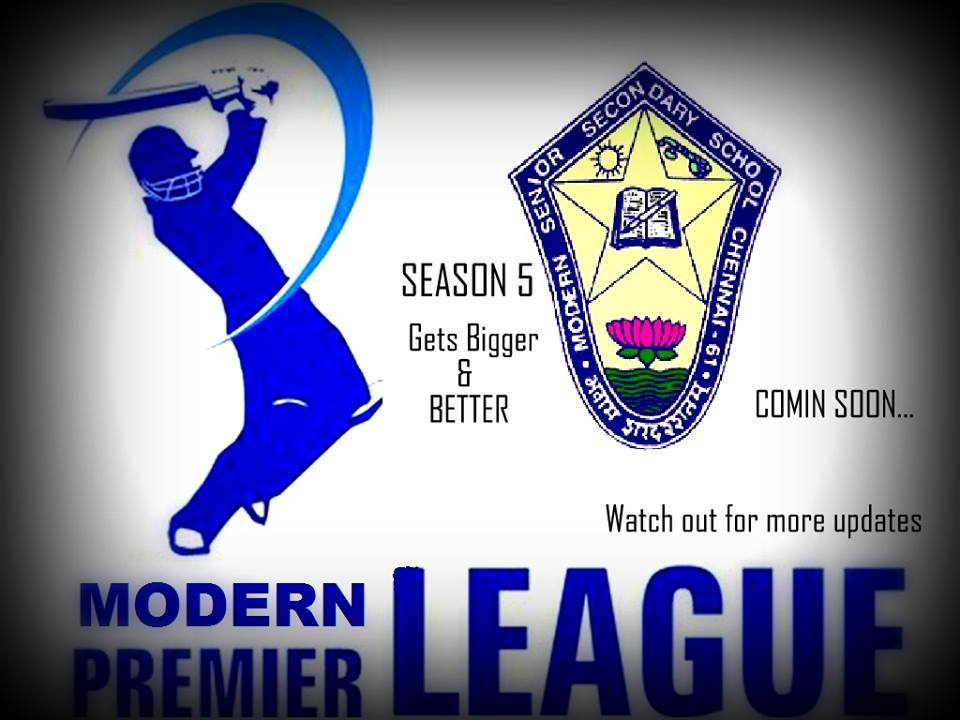 MODERN SENIOR SECONDARY SCHOOL CHENNAI - 61
SEASON 5
Gets Bigger
&
BETTER
COMIN SOON...
Watch out for more updates
MODERN
PREMIER
LEAGUE